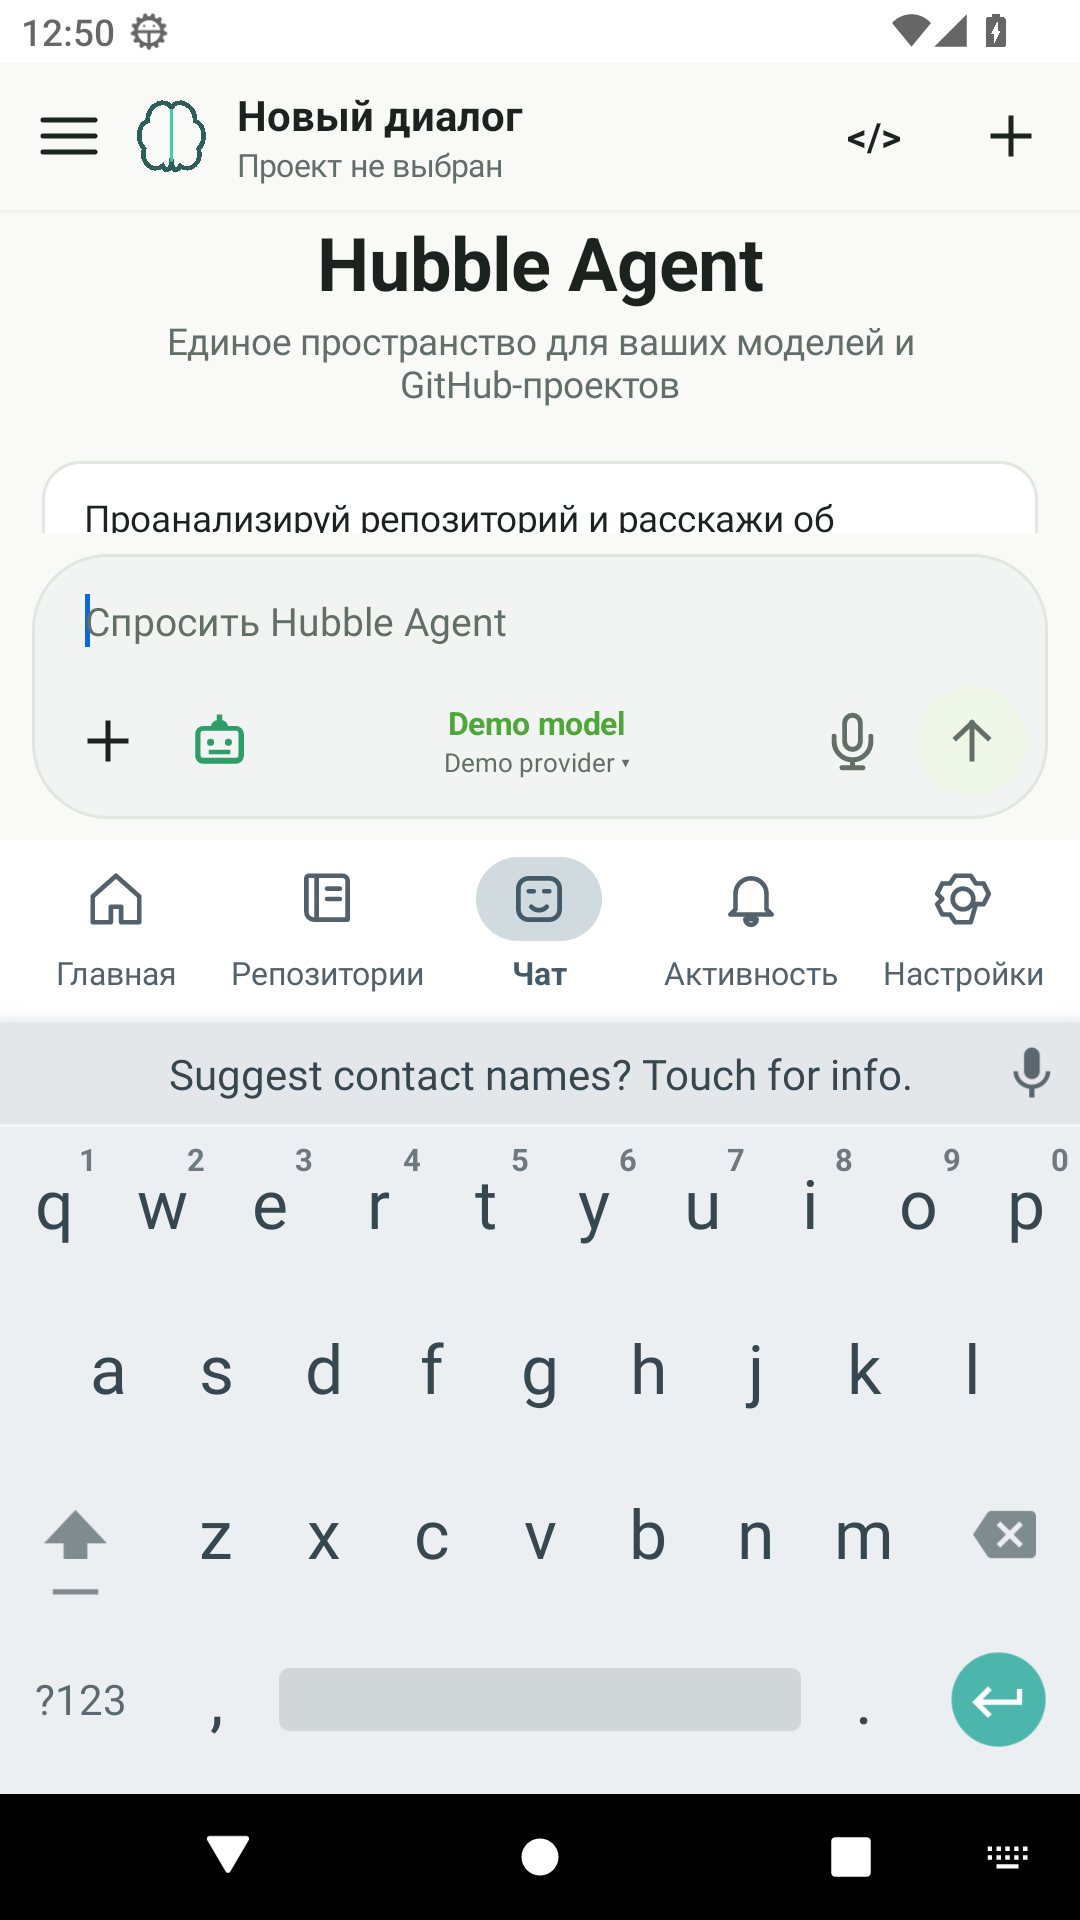 12:50
Новый диалог
Проект не выбран
</>
Hubble Agent
Единое пространство для ваших моделей и
GitHub-проектов
Проанализируй репозиторий и расскажи об
Спросить Hubble Agent
Demo model
Demo provider ▾
Главная Репозитории Чат Активность Настройки
Suggest contact names? Touch for info.
1 2 3 4 5 6 7 8 9 0
q w e r t y u i o p
a s d f g h j k l
z x c v b n m
?123 , .